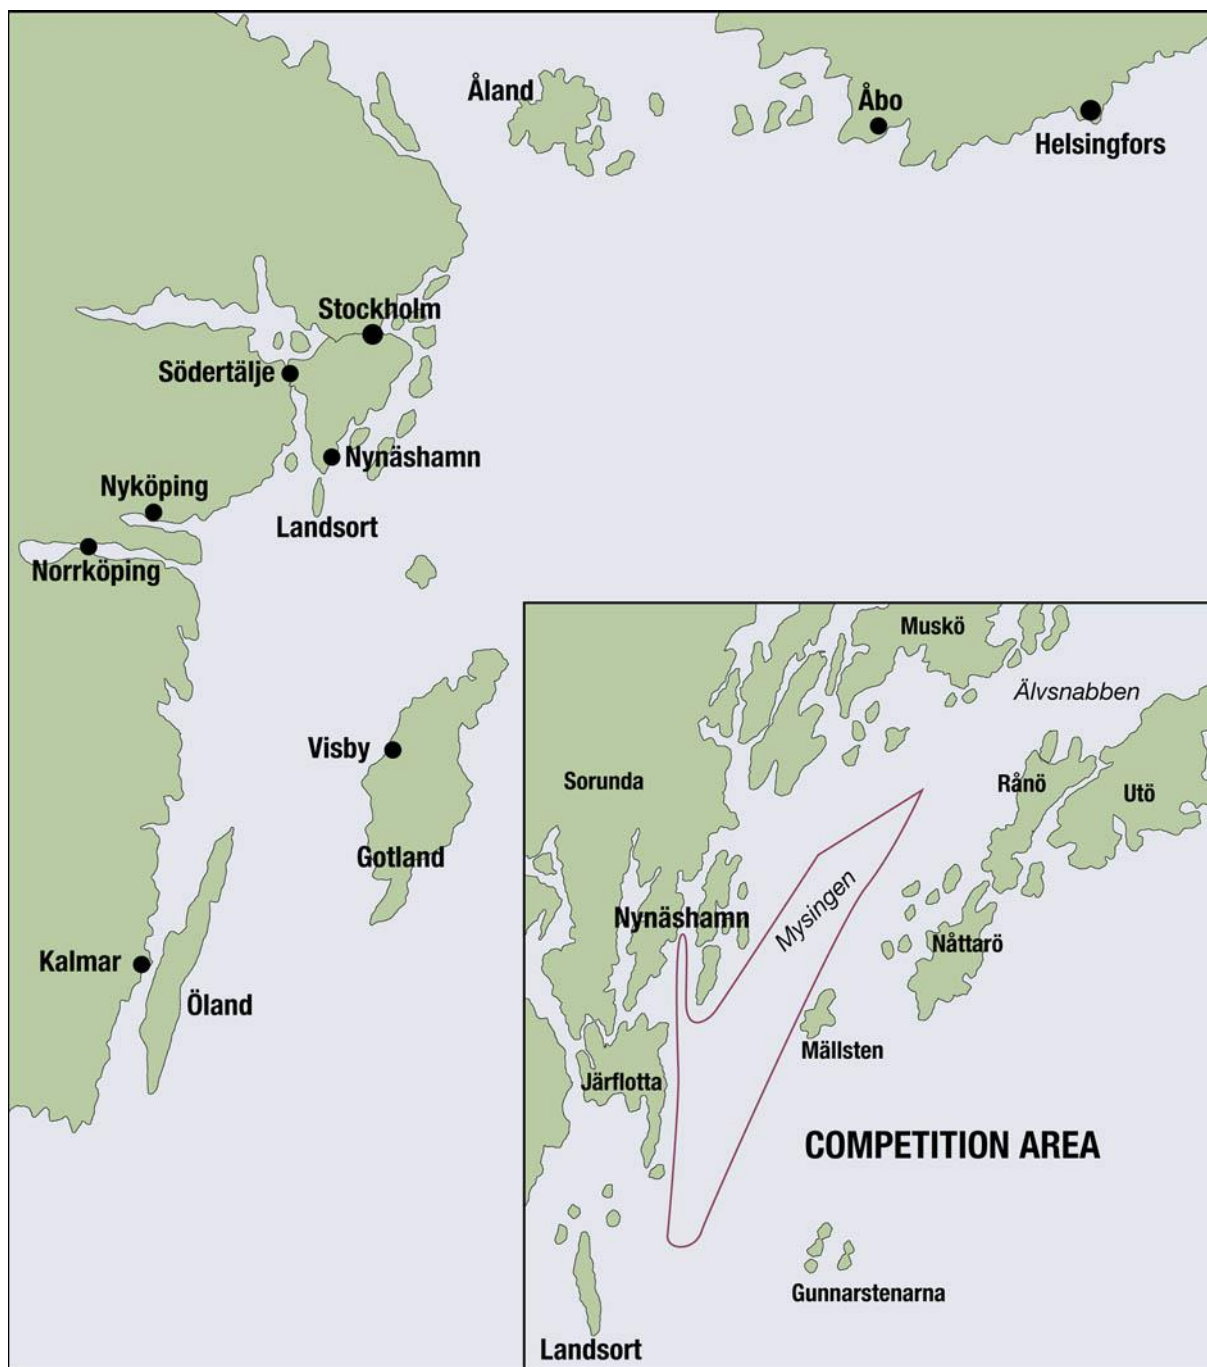 Åland
Åbo
Helsingfors
Stockholm
Södertälje
Nynäshamn
Nyköping
Landsort
Norrköping
Visby
Gotland
Kalmar
Öland
Muskö
Älvsnabben
Sorunda
Rånö
Utö
Mysingen
Nynäshamn
Nåttarö
Mällsten
Järflotta
COMPETITION AREA
Gunnarstenarna
Landsort